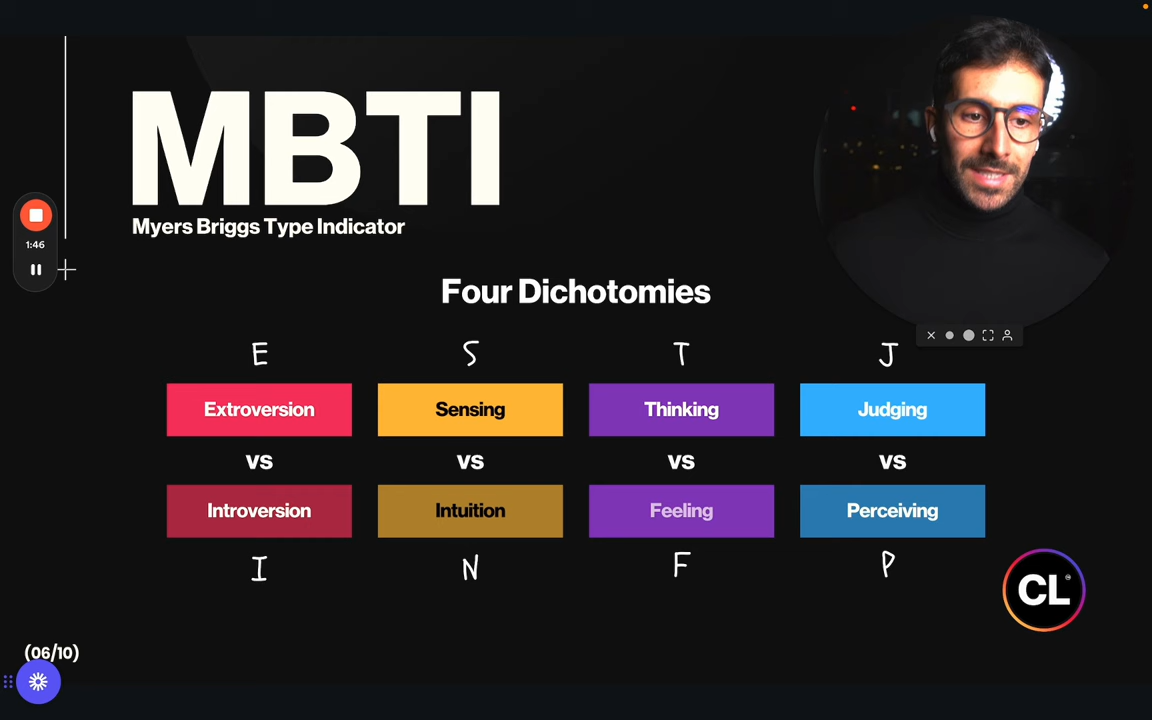 MBTI
Myers Briggs Type Indicator
1:46
Four Dichotomies
E S T J
Extroversion Sensing Thinking Judging
vs vs vs vs
Introversion Intuition Feeling Perceiving
I N F P
CL
(06/10)